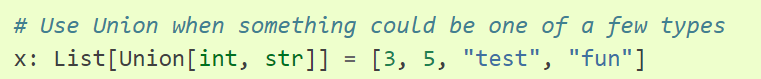 # Use Union when something could be one of a few types
x: List[Union[int, str]] = [3, 5, "test", "fun"]